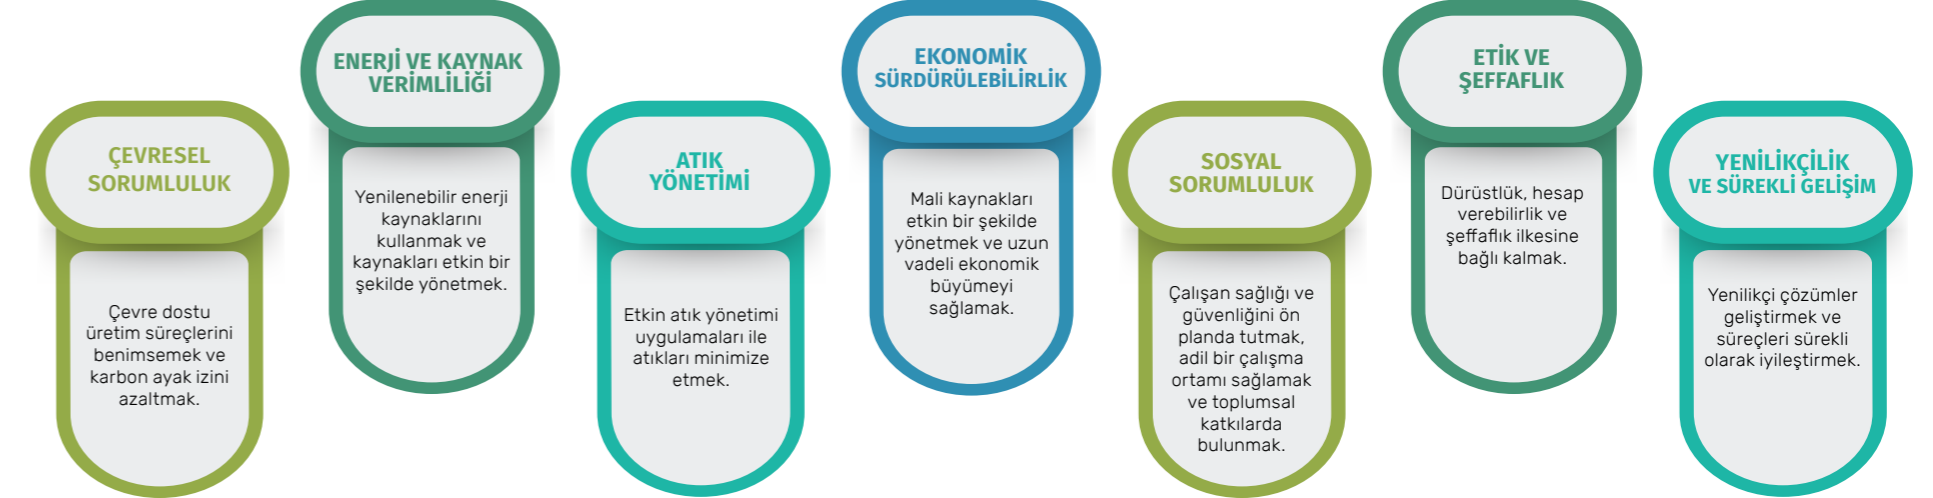 ÇEVRESEL
SORUMLULUK
Çevre dostu
üretim süreçlerini
benimsemek ve
karbon ayak izini
azaltmak.
ENERJİ VE KAYNAK
VERİMLİLİĞİ
Yenilenebilir enerji
kaynaklarını
kullanmak ve
kaynakları etkin bir
şekilde yönetmek.
ATIK
YÖNETİMİ
Etkin atık yönetimi
uygulamaları ile
atıkları minimize
etmek.
EKONOMİK
SÜRDÜRÜLEBİLİRLİK
Mali kaynakları
etkin bir şekilde
yönetmek ve uzun
vadeli ekonomik
büyümeyi
sağlamak.
SOSYAL
SORUMLULUK
Çalışan sağlığı ve
güvenliğini ön
planda tutmak,
adil bir çalışma
ortamı sağlamak
ve toplumsal
katkılarda
bulunmak.
ETİK VE
ŞEFFAFLIK
Dürüstlük, hesap
verebilirlik ve
şeffaflık ilkesine
bağlı kalmak.
YENİLİKÇİLİK
VE SÜREKLİ GELİŞİM
Yenilikçi çözümler
geliştirmek ve
süreçleri sürekli
olarak iyileştirmek.